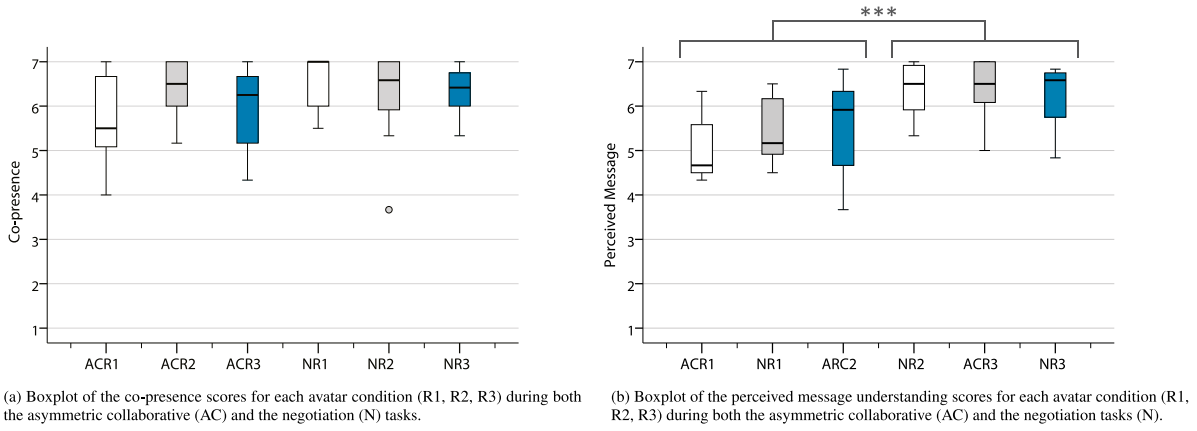 ***
7
6
5
4
3
2
1
Co-presence
ACR1 ACR2 ACR3 NR1 NR2 NR3
7
6
5
4
3
2
1
Perceived Message
ACR1 NR1 ARC2 NR2 ACR3 NR3
(a) Boxplot of the co-presence scores for each avatar condition (R1, R2, R3) during both
the asymmetric collaborative (AC) and the negotiation (N) tasks.
(b) Boxplot of the perceived message understanding scores for each avatar condition (R1,
R2, R3) during both the asymmetric collaborative (AC) and the negotiation tasks (N).